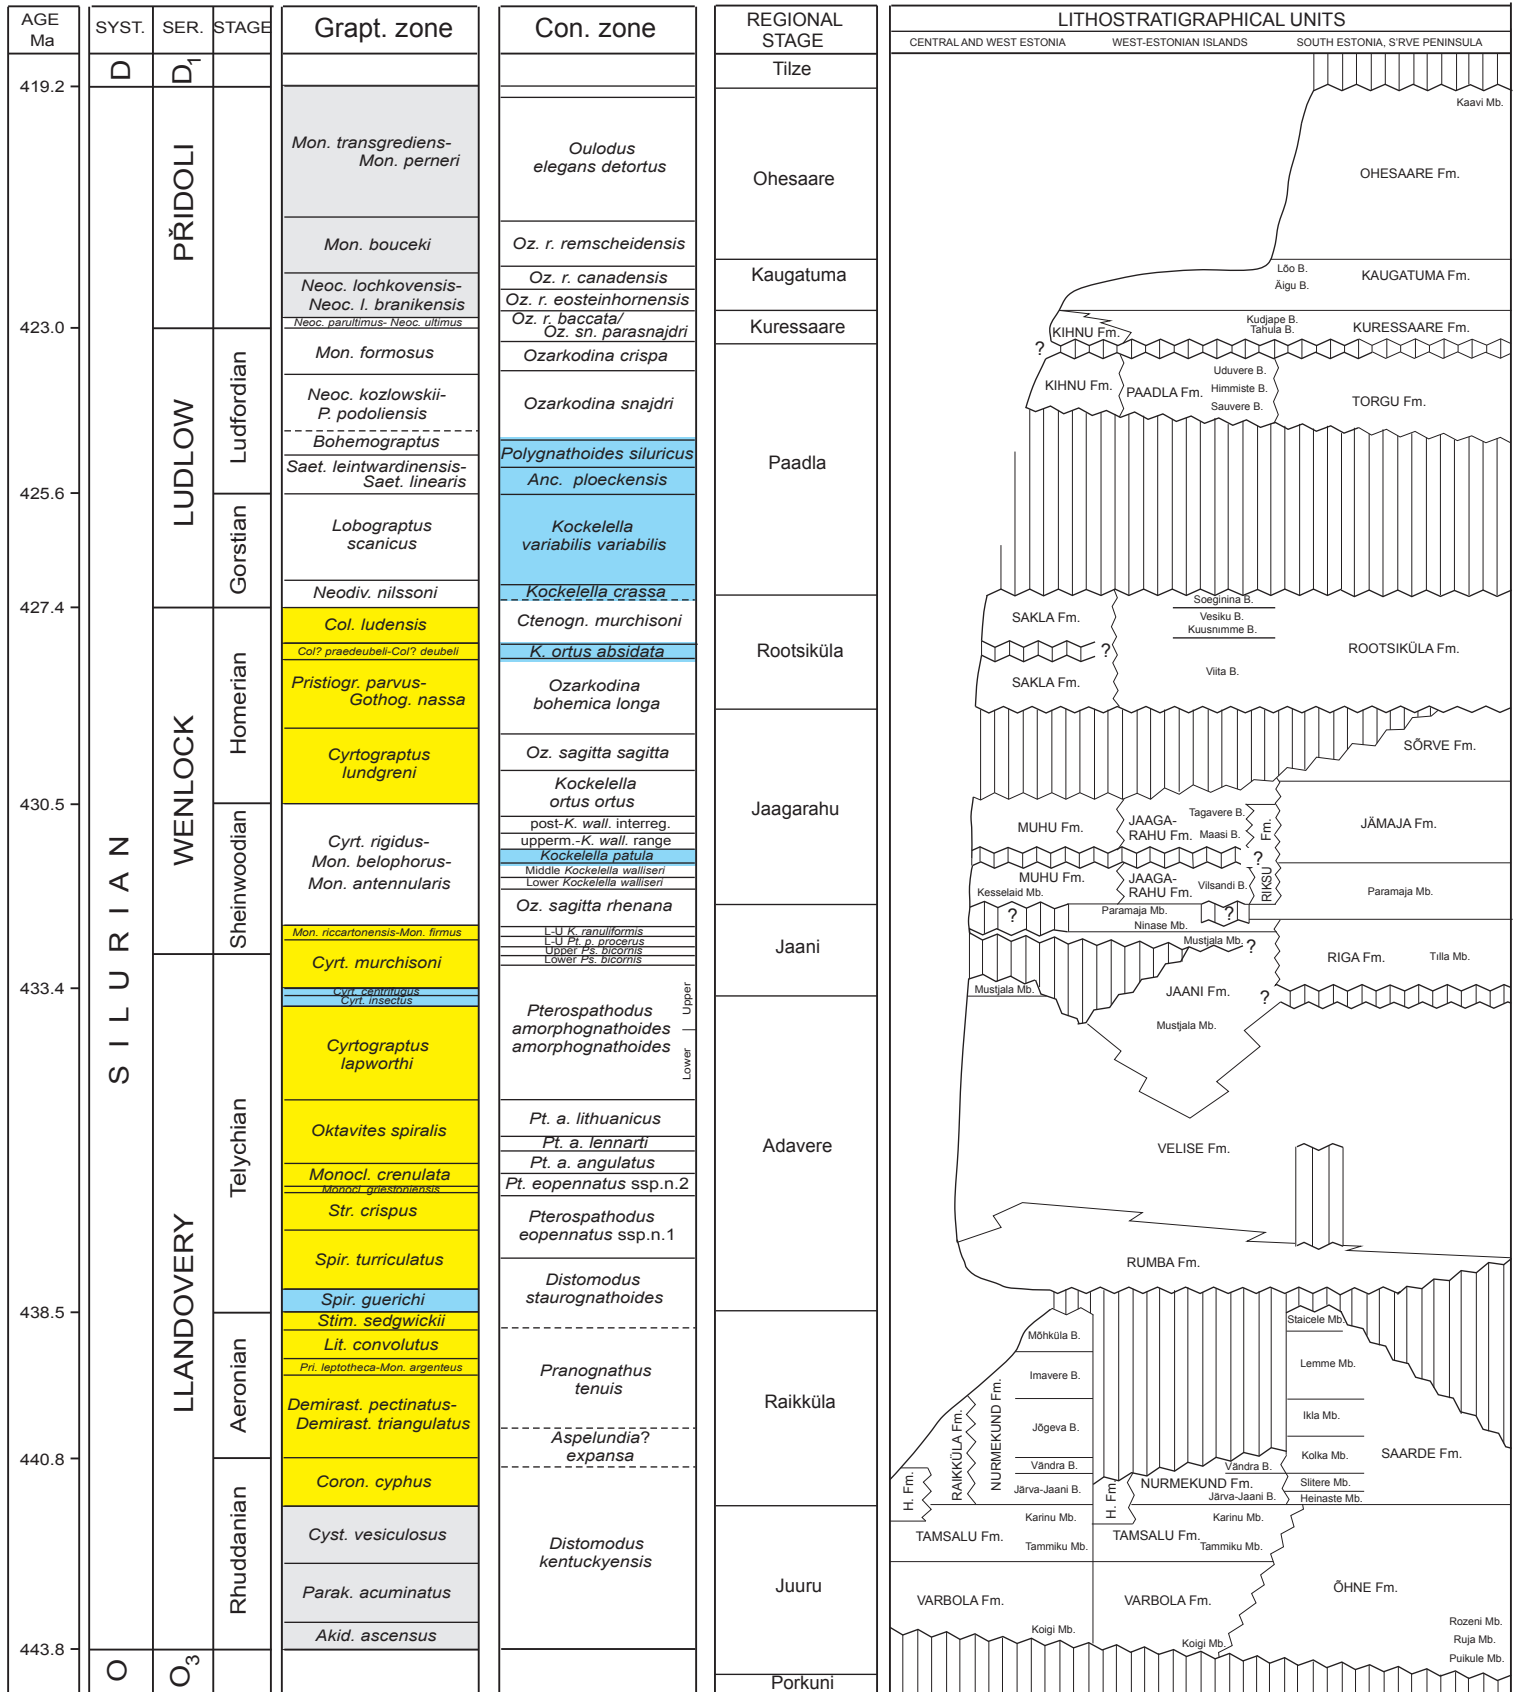 AGE
Ma
SYST.
SER.
STAGE
Grapt. zone
Con. zone
REGIONAL
STAGE
LITHOSTRATIGRAPHICAL UNITS
CENTRAL AND WEST ESTONIA
WEST-ESTONIAN ISLANDS
SOUTH ESTONIA, S'RVE PENINSULA
419.2
423.0
425.6
427.4
430.5
433.4
438.5
440.8
443.8
D
SILURIAN
O
D1
PŘIDOLI
LUDLOW
WENLOCK
LLANDOVERY
O3
Ludfordian
Gorstian
Homerian
Sheinwoodian
Telychian
Aeronian
Rhuddanian
Mon. transgrediens-
Mon. perneri
Mon. bouceki
Neoc. lochkovensis-
Neoc. l. branikensis
Neoc. parultimus- Neoc. ultimus
Mon. formosus
Neoc. kozlowskii-
P. podoliensis
Bohemograptus
Saet. leintwardinensis-
Saet. linearis
Lobograptus
scanicus
Neodiv. nilssoni
Col. ludensis
Col? praedeubeli-Col? deubeli
Pristiogr. parvus-
Gothog. nassa
Cyrtograptus
lundgreni
Cyrt. rigidus-
Mon. belophorus-
Mon. antennularis
Mon. riccartonensis-Mon. firmus
Cyrt. murchisoni
Cyrt. centrifugus
Cyrt. insectus
Cyrtograptus
lapworthi
Oktavites spiralis
Monocl. crenulata
Monocl. griestoniensis
Str. crispus
Spir. turriculatus
Spir. guerichi
Stim. sedgwickii
Lit. convolutus
Pri. leptotheca-Mon. argenteus
Demirast. pectinatus-
Demirast. triangulatus
Coron. cyphus
Cyst. vesiculosus
Parak. acuminatus
Akid. ascensus
Oulodus
elegans detortus
Oz. r. remscheidensis
Oz. r. canadensis
Oz. r. eosteinhornensis
Oz. r. baccata/
Oz. sn. parasnajdri
Ozarkodina crispa
Ozarkodina snajdri
Polygnathoides siluricus
Anc. ploeckensis
Kockelella
variabilis variabilis
Kockelella crassa
Ctenogn. murchisoni
K. ortus absidata
Ozarkodina
bohemica longa
Oz. sagitta sagitta
Kockelella
ortus ortus
post-K. wall. interreg.
upperm.-K. wall. range
Kockelella patula
Middle Kockelella walliseri
Lower Kockelella walliseri
Oz. sagitta rhenana
L-U K. ranuliformis
L-U Pt. p. procerus
Upper Ps. bicornis
Lower Ps. bicornis
Pterospathodus
amorphognathoides
amorphognathoides
Lower | Upper
Pt. a. lithuanicus
Pt. a. lennarti
Pt. a. angulatus
Pt. eopennatus ssp.n.2
Pterospathodus
eopennatus ssp.n.1
Distomodus
staurognathoides
Pranognathus
tenuis
Aspelundia?
expansa
Distomodus
kentuckyensis
Tilze
Ohesaare
Kaugatuma
Kuressaare
Paadla
Rootsiküla
Jaagarahu
Jaani
Adavere
Raikküla
Juuru
Porkuni
Kaavi Mb.
OHESAARE Fm.
Lõo B.
Äigu B.
KAUGATUMA Fm.
KIHNU Fm.
Kudjape B.
Tahula B.
KURESSAARE Fm.
?
KIHNU Fm.
PAADLA Fm.
Uduvere B.
Himmiste B.
Sauvere B.
TORGU Fm.
SAKLA Fm.
Soeginina B.
Vesiku B.
Kuusnımme B.
?
ROOTSIKÜLA Fm.
SAKLA Fm.
Viita B.
SÕRVE Fm.
MUHU Fm.
JAAGA-
RAHU Fm.
Tagavere B.
Maasi B.
JÄMAJA Fm.
?
MUHU Fm.
Kesselaid Mb.
JAAGA-
RAHU Fm.
Vilsandi B.
RIKSU Fm.
Paramaja Mb.
?
Paramaja Mb.
?
Ninase Mb.
Mustjala Mb.
?
RIGA Fm.
Tılla Mb.
Mustjala Mb.
JAANI Fm.
?
Mustjala Mb.
VELISE Fm.
RUMBA Fm.
Möhküla B.
Imavere B.
Jõgeva B.
Vändra B.
Järva-Jaani B.
H. Fm.
RAIKKÜLA Fm.
NURMEKUND Fm.
H. Fm.
Vändra B.
NURMEKUND Fm.
Järva-Jaani B.
Staicele Mb.
Lemme Mb.
Ikla Mb.
Kolka Mb.
SAARDE Fm.
Slitere Mb.
Heinaste Mb.
Karinu Mb.
TAMSALU Fm.
Tammiku Mb.
Karinu Mb.
TAMSALU Fm.
Tammiku Mb.
VARBOLA Fm.
Koigi Mb.
VARBOLA Fm.
Koigi Mb.
ÕHNE Fm.
Rozeni Mb.
Ruja Mb.
Puikule Mb.